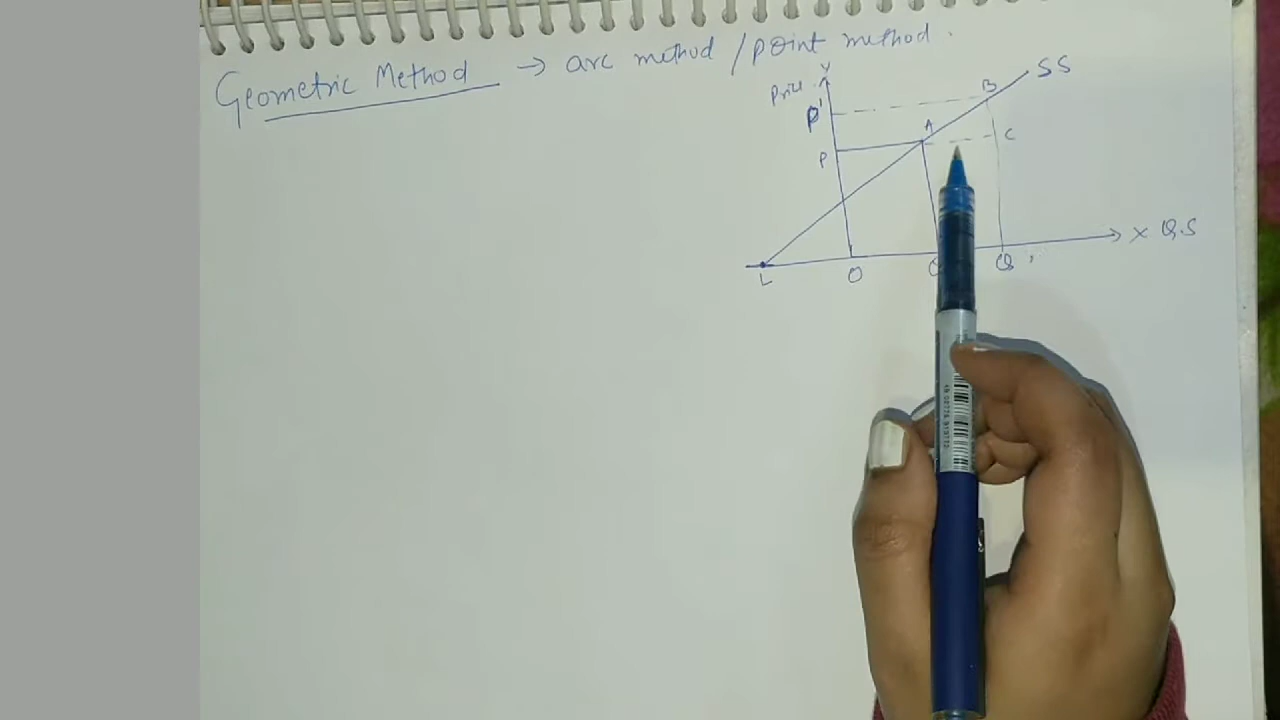 Geometric Method → arc method / point method.
Y
Price
SS
B
P'
A
C
P
X Q.S
L
O
Q'